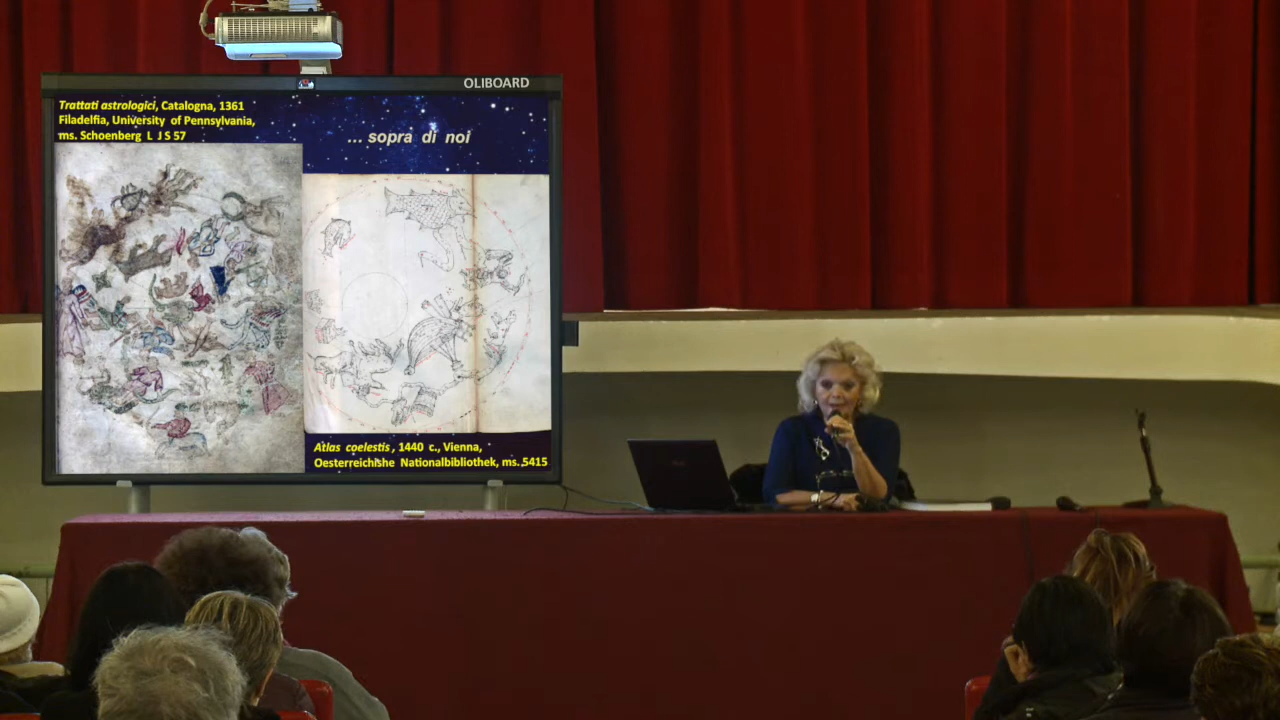 OLIBOARD
Trattati astrologici, Catalogna, 1361
Filadelfia, University of Pennsylvania,
ms. Schoenberg L J S 57
... sopra di noi
Atlas coelestis, 1440 c., Vienna,
Oesterreichishe Nationalbibliothek, ms. 5415